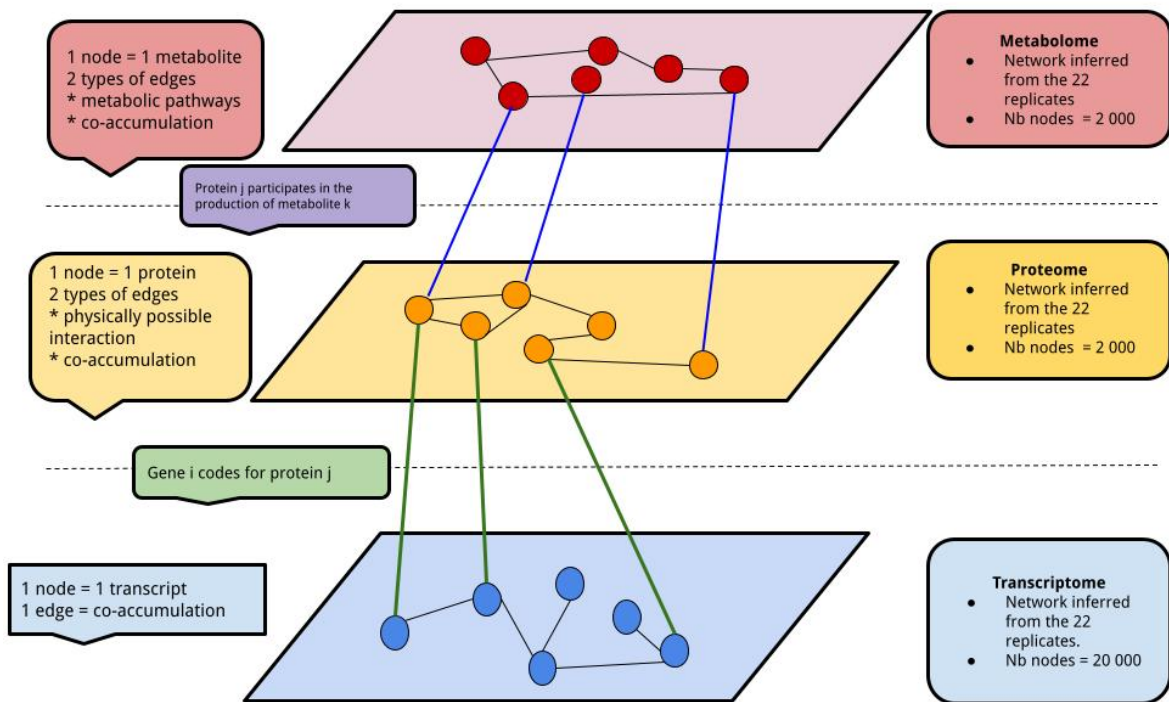 1 node = 1 metabolite
2 types of edges
* metabolic pathways
* co-accumulation
Metabolome
● Network inferred
from the 22
replicates
● Nb nodes = 2 000
Protein j participates in the
production of metabolite k
1 node = 1 protein
2 types of edges
* physically possible
interaction
* co-accumulation
Proteome
● Network inferred
from the 22
replicates
● Nb nodes = 2 000
Gene i codes for protein j
1 node = 1 transcript
1 edge = co-accumulation
Transcriptome
● Network inferred
from the 22
replicates.
● Nb nodes = 20 000